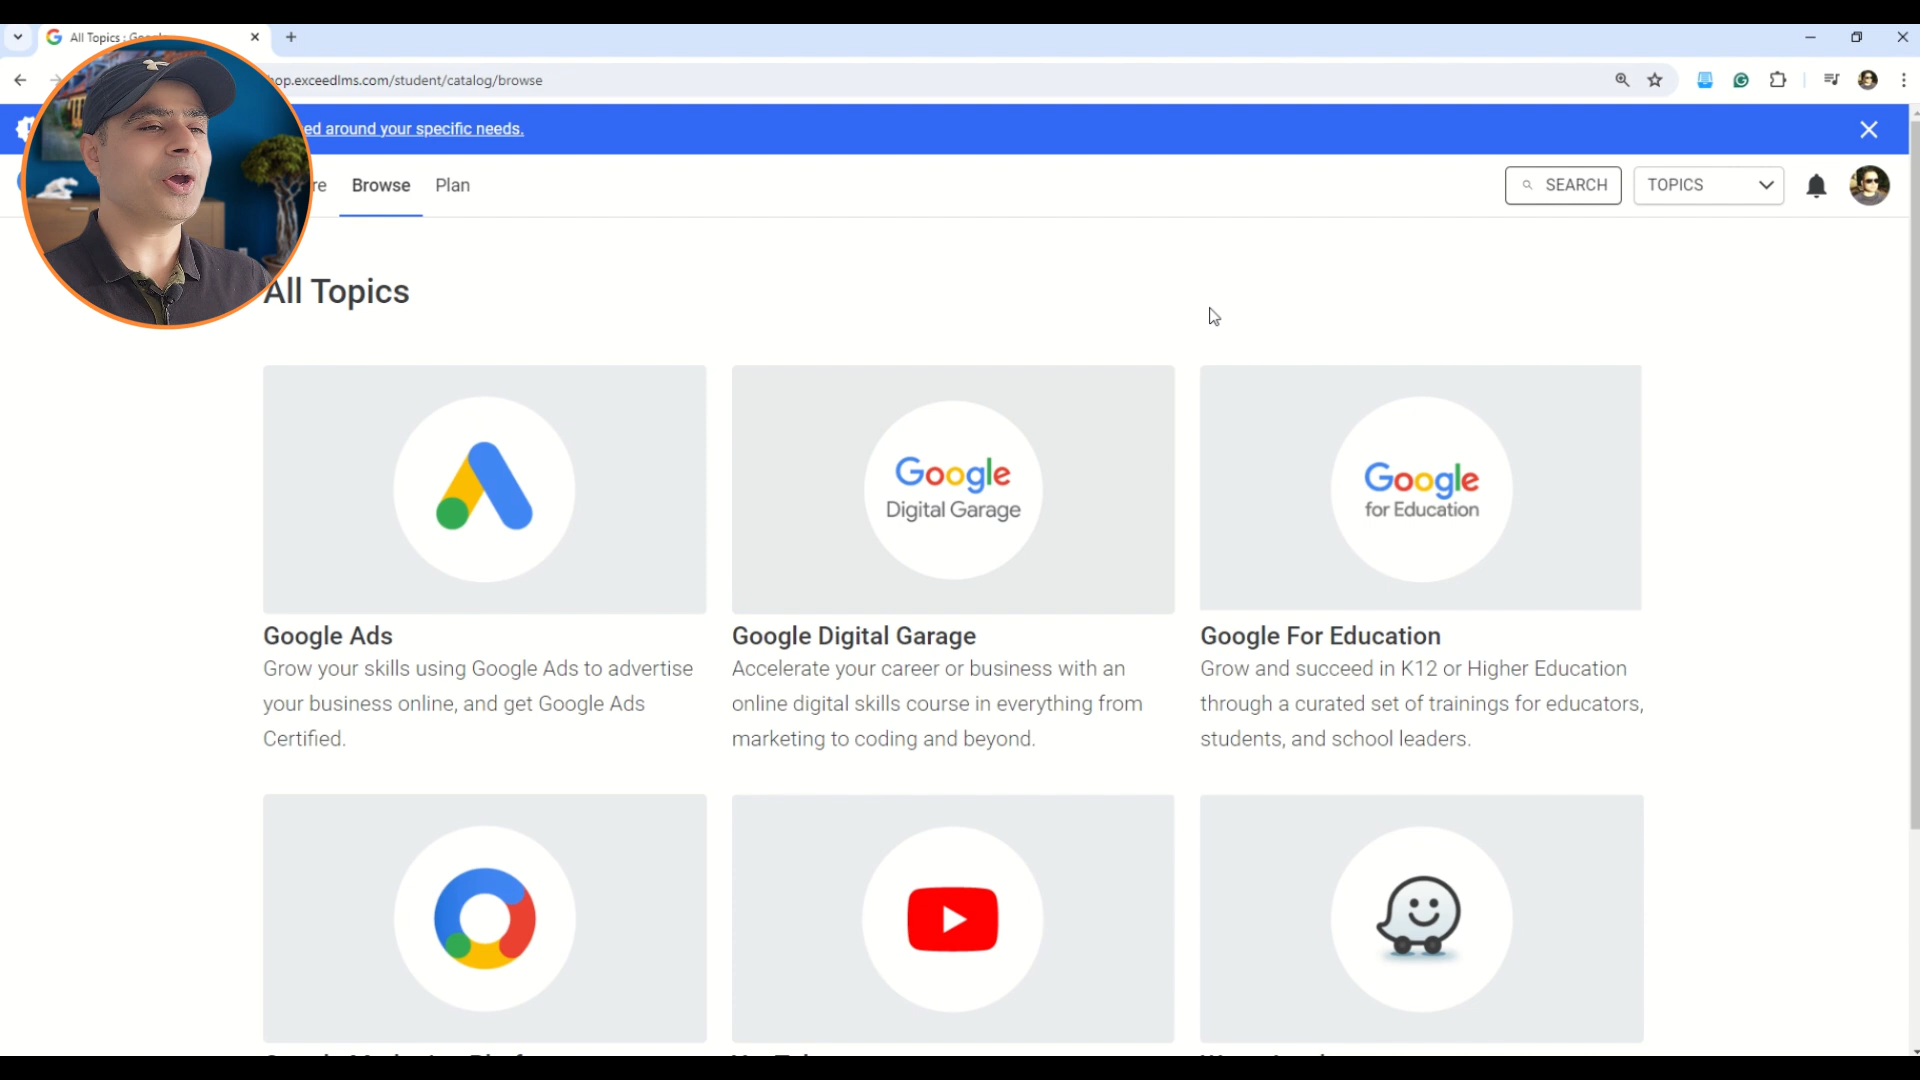 All Topics : Google
hop.exceedlms.com/student/catalog/browse
ed around your specific needs.
re
Browse
Plan
SEARCH
TOPICS
All Topics
Google
Digital Garage
Google
for Education
Google Ads
Grow your skills using Google Ads to advertise
your business online, and get Google Ads
Certified.
Google Digital Garage
Accelerate your career or business with an
online digital skills course in everything from
marketing to coding and beyond.
Google For Education
Grow and succeed in K12 or Higher Education
through a curated set of trainings for educators,
students, and school leaders.